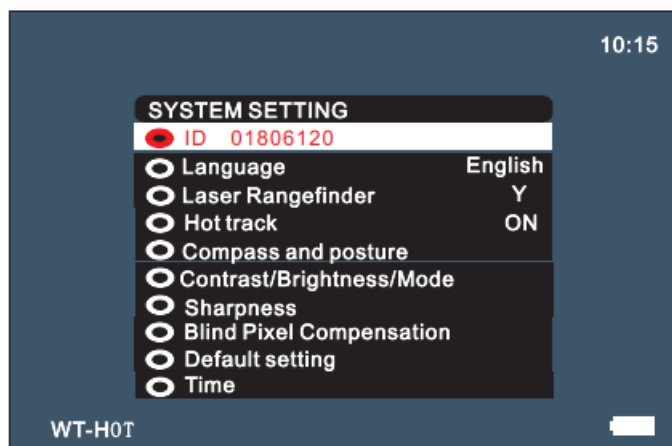 10:15
SYSTEM SETTING
ID 01806120
Language English
Laser Rangefinder Y
Hot track ON
Compass and posture
Contrast/Brightness/Mode
Sharpness
Blind Pixel Compensation
Default setting
Time
WT-H0T